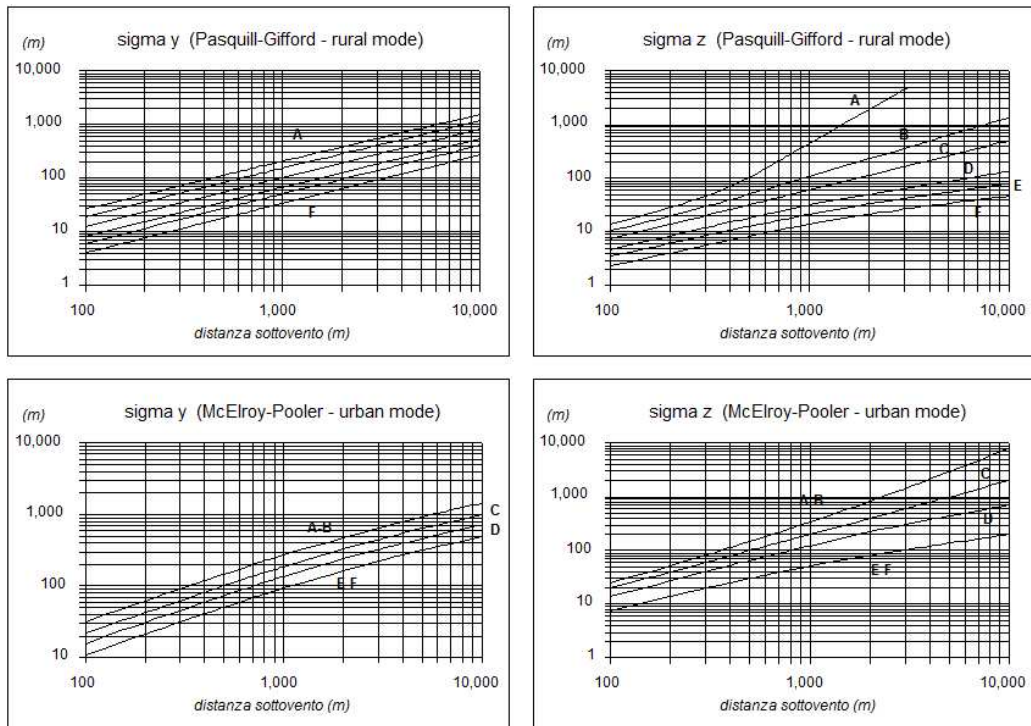 sigma y (Pasquill-Gifford - rural mode)
(m)
10,000
1,000
100
10
1
A
F
100
1,000
10,000
distanza sottovento (m)
sigma z (Pasquill-Gifford - rural mode)
(m)
10,000
1,000
100
10
1
A
B
C
D
E
F
100
1,000
10,000
distanza sottovento (m)
sigma y (McElroy-Pooler - urban mode)
(m)
10,000
1,000
100
10
A-B
C
D
E-F
100
1,000
10,000
distanza sottovento (m)
sigma z (McElroy-Pooler - urban mode)
(m)
10,000
1,000
100
10
1
A-B
C
D
E-F
100
1,000
10,000
distanza sottovento (m)